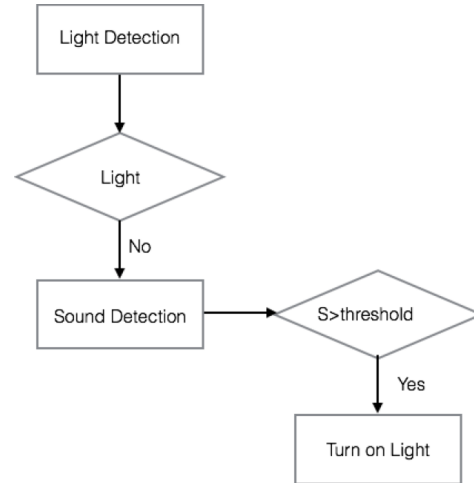 Light Detection
Light
No
Sound Detection
S>threshold
Yes
Turn on Light